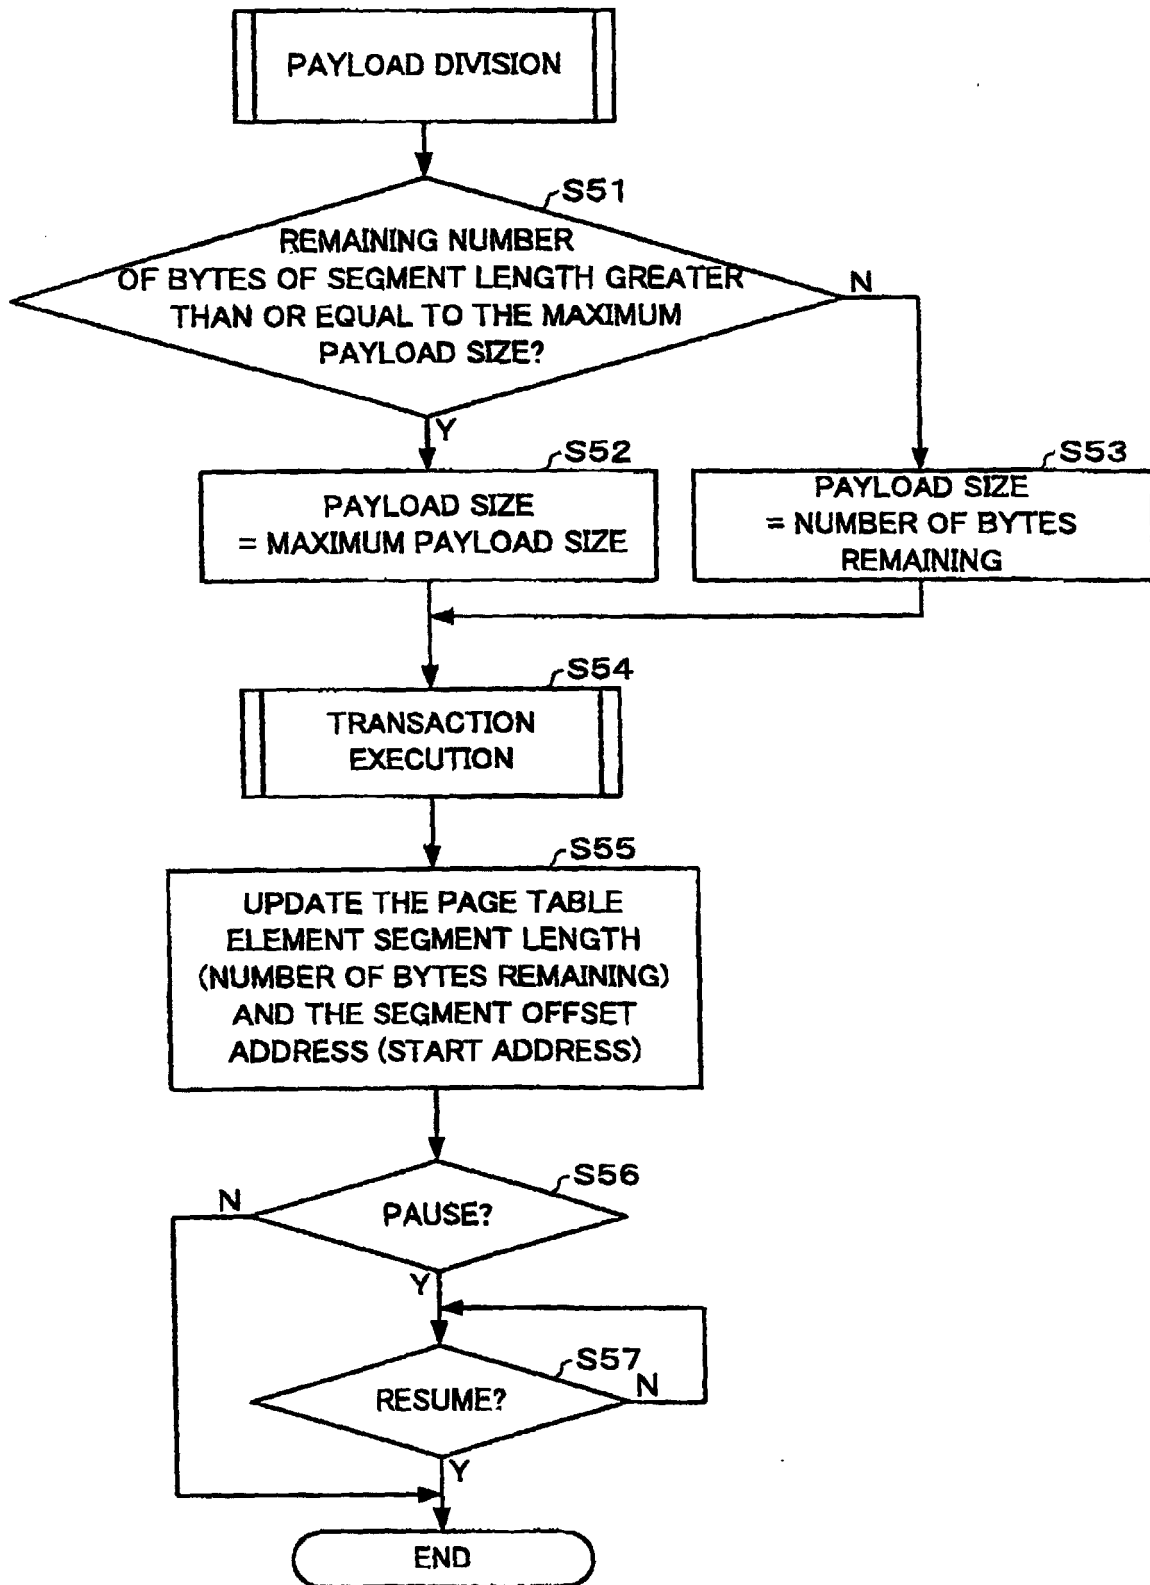 PAYLOAD DIVISION
S51
REMAINING NUMBER
OF BYTES OF SEGMENT LENGTH GREATER
THAN OR EQUAL TO THE MAXIMUM
PAYLOAD SIZE?
N
Y
S52
PAYLOAD SIZE
= MAXIMUM PAYLOAD SIZE
S53
PAYLOAD SIZE
= NUMBER OF BYTES
REMAINING
S54
TRANSACTION
EXECUTION
S55
UPDATE THE PAGE TABLE
ELEMENT SEGMENT LENGTH
(NUMBER OF BYTES REMAINING)
AND THE SEGMENT OFFSET
ADDRESS (START ADDRESS)
S56
N
PAUSE?
Y
S57
RESUME?
N
Y
END